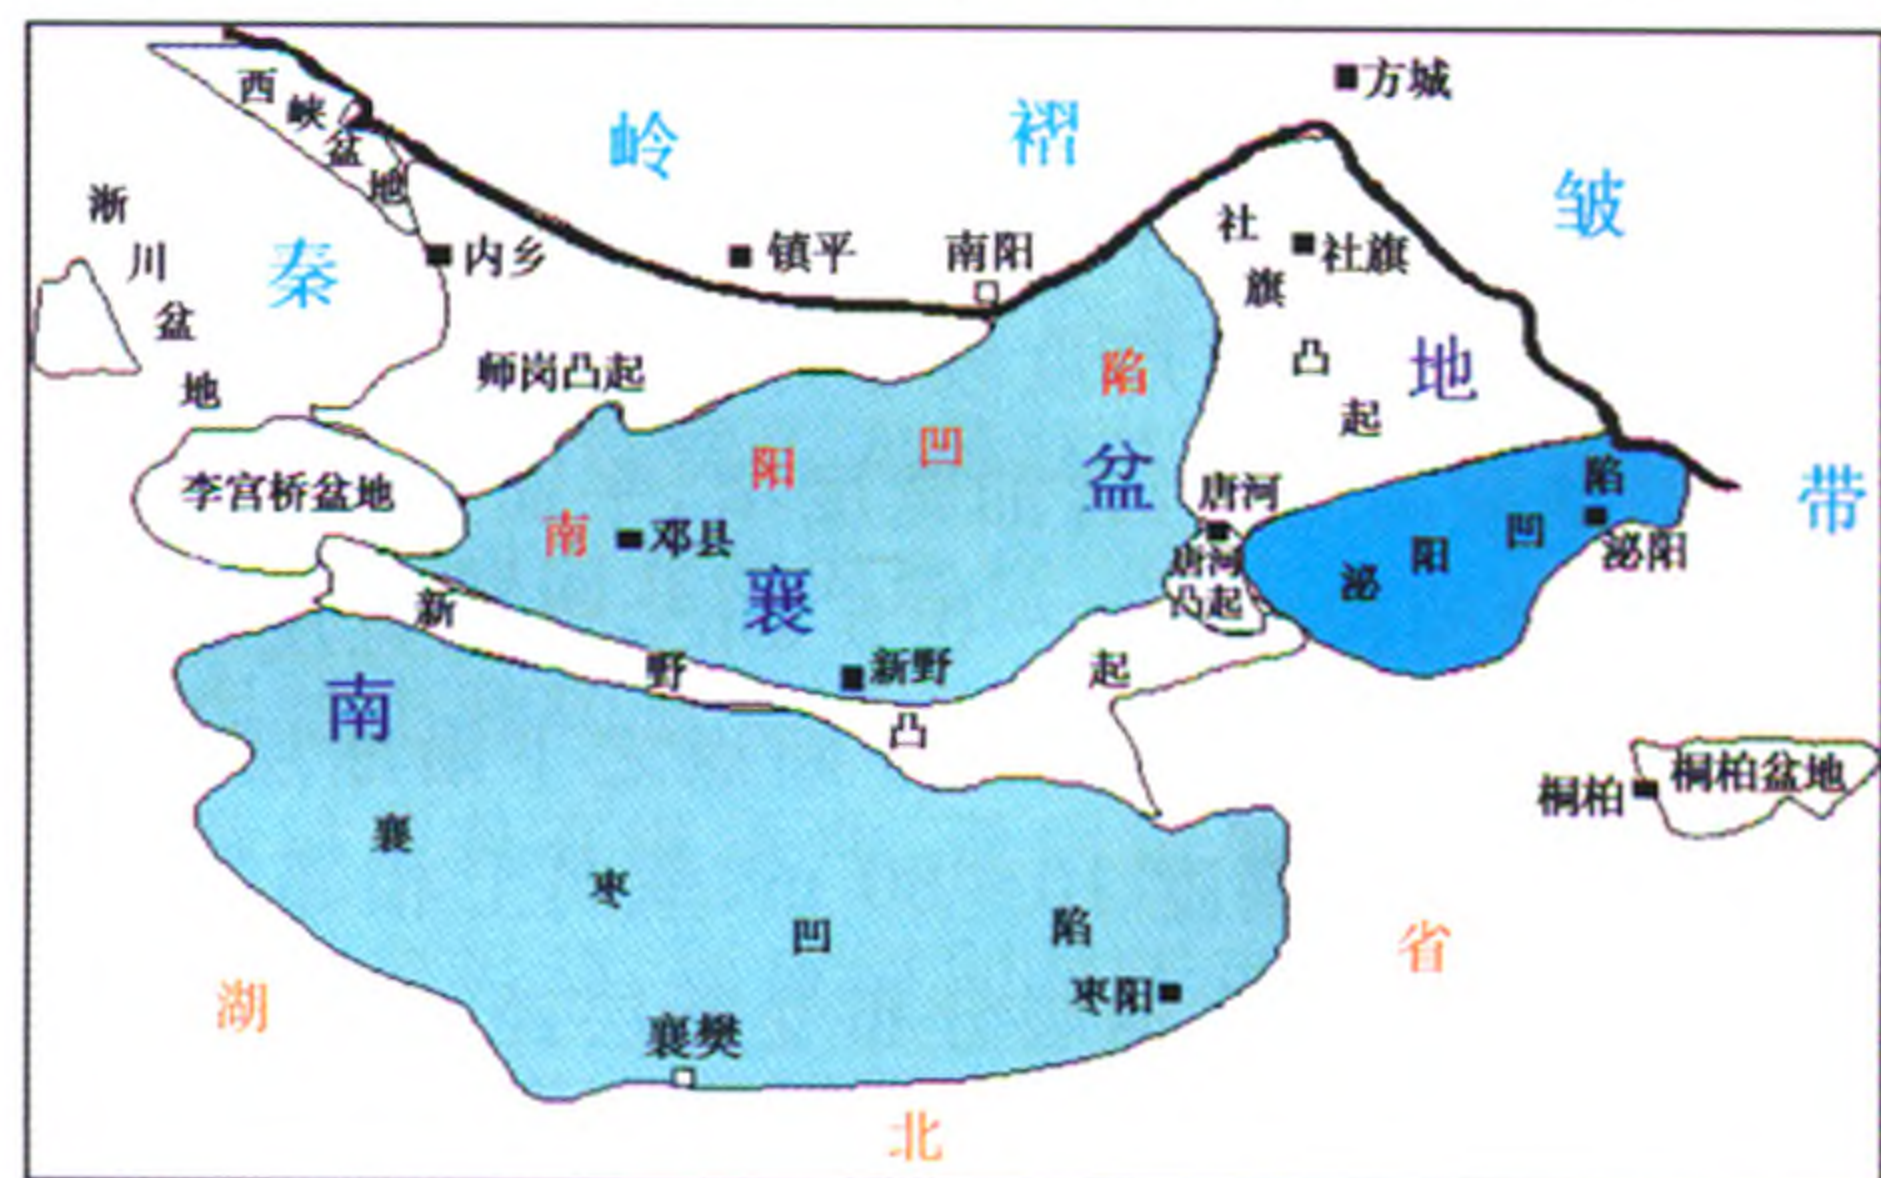 西峡盆地
方城
秦岭褶皱带
淅川盆地
内乡
镇平
南阳
社旗凸起
社旗
师岗凸起
南阳凹陷
南襄盆地
李官桥盆地
邓县
唐河
唐河
凸起
泌阳凹陷
泌阳
新野凸起
新野
桐柏
桐柏盆地
襄枣凹陷
枣阳
襄樊
湖北省